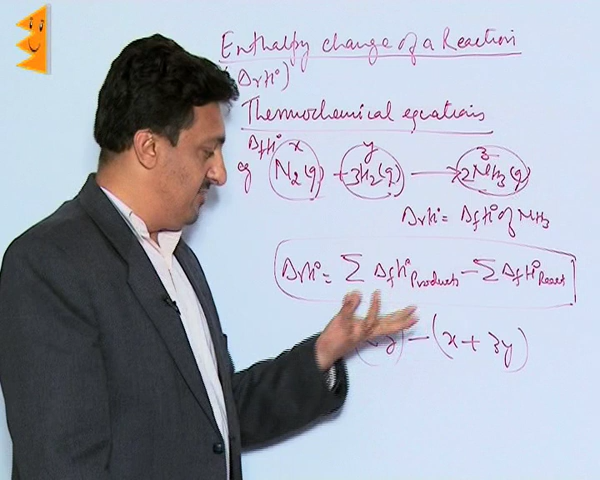 Enthalpy change of a Reaction
(ΔrH°)
Thermochemical equations
ΔfH° x y z
eg N2(g) + 3H2(g) → 2NH3(g)
ΔrH° = ΔfH° of NH3
ΔrH° = ∑ ΔfH° Products - ∑ ΔfH° React
z) - (x + 3y)